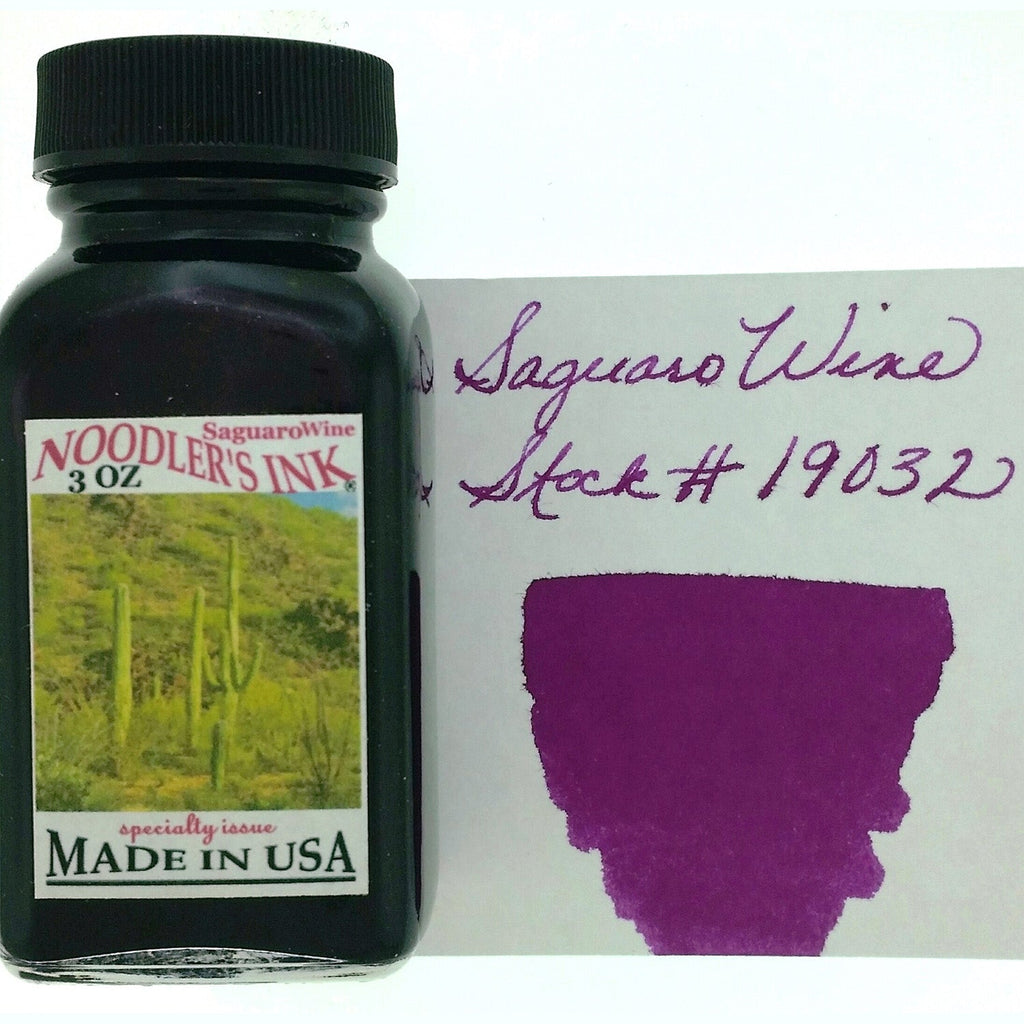 SaguaroWine
NOODLER'S INK®
3 OZ
specialty issue
MADE IN USA
Saguaro Wine
Stock # 19032